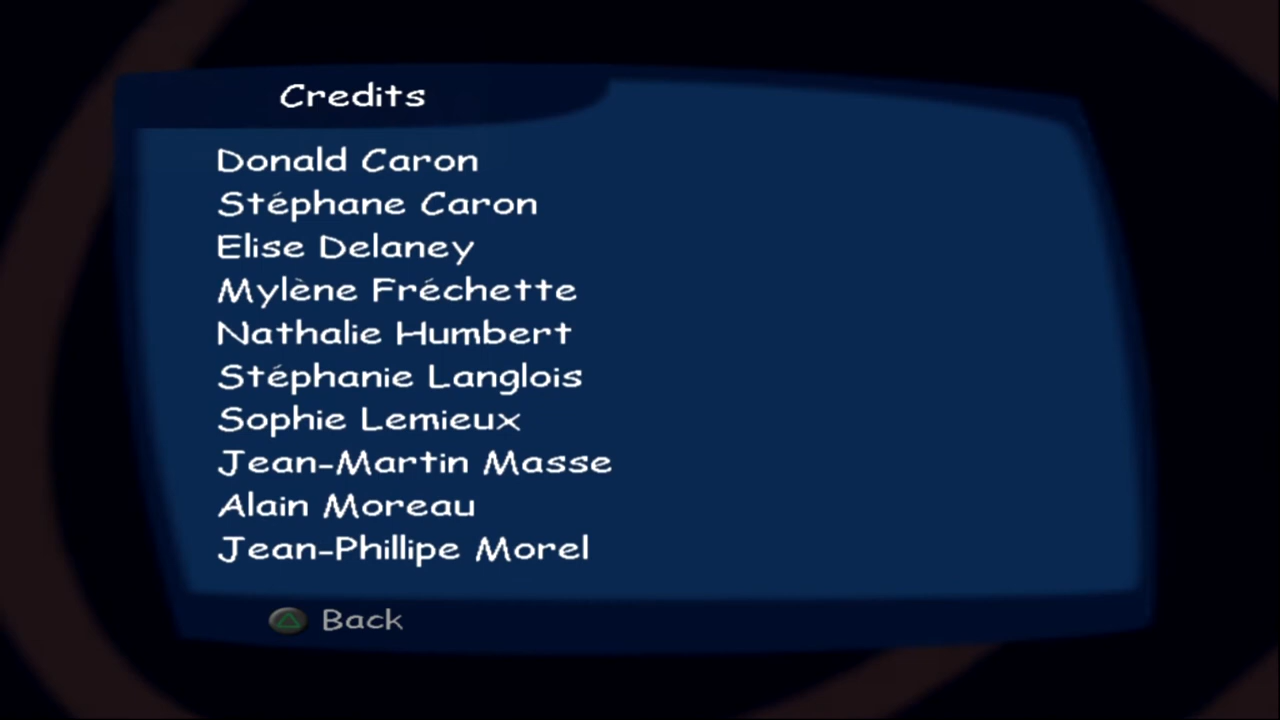 Credits
Donald Caron
Stéphane Caron
Elise Delaney
Mylène Fréchette
Nathalie Humbert
Stéphanie Langlois
Sophie Lemieux
Jean-Martin Masse
Alain Moreau
Jean-Phillipe Morel
Back